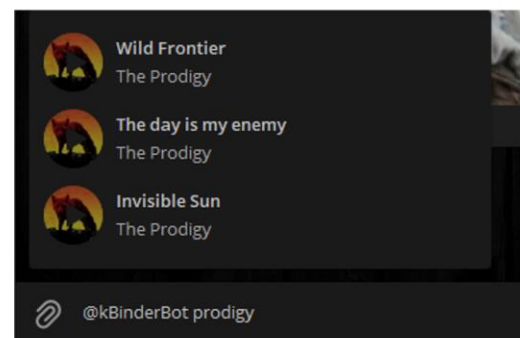 Wild Frontier
The Prodigy
The day is my enemy
The Prodigy
Invisible Sun
The Prodigy
@kBinderBot prodigy